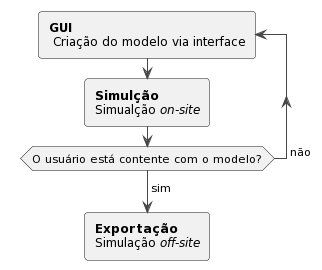 GUI
Criação do modelo via interface
Simulção
Simualção on-site
O usuário está contente com o modelo?
não
sim
Exportação
Simulação off-site